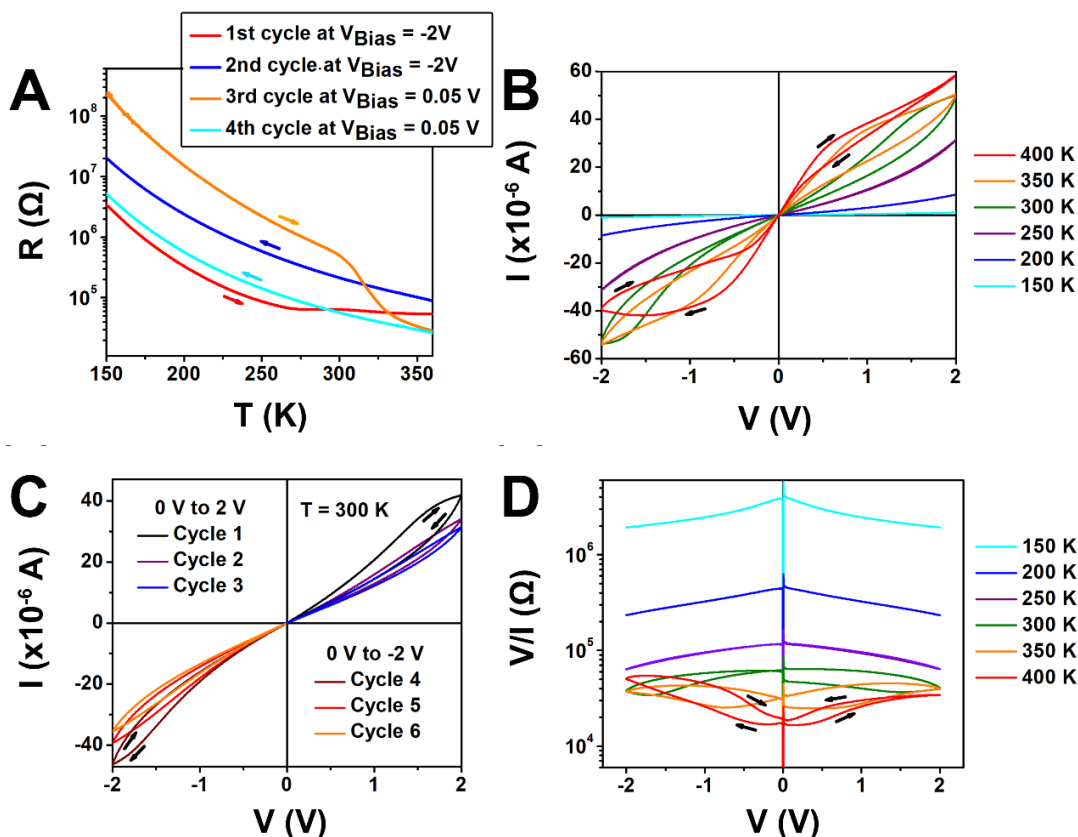 A
1st cycle at VBias = -2V
2nd cycle at VBias = -2V
3rd cycle at VBias = 0.05 V
4th cycle at VBias = 0.05 V
10^8
10^7
10^6
10^5
R (Ω)
150 200 250 300 350
T (K)
B
60
40
20
0
-20
-40
-60
I (x10^-6 A)
-2 -1 0 1 2
V (V)
400 K
350 K
300 K
250 K
200 K
150 K
C
0 V to 2 V
Cycle 1
Cycle 2
Cycle 3
T = 300 K
0 V to -2 V
Cycle 4
Cycle 5
Cycle 6
40
20
0
-20
-40
I (x10^-6 A)
-2 -1 0 1 2
V (V)
D
10^6
10^5
10^4
V/I (Ω)
-2 -1 0 1 2
V (V)
150 K
200 K
250 K
300 K
350 K
400 K